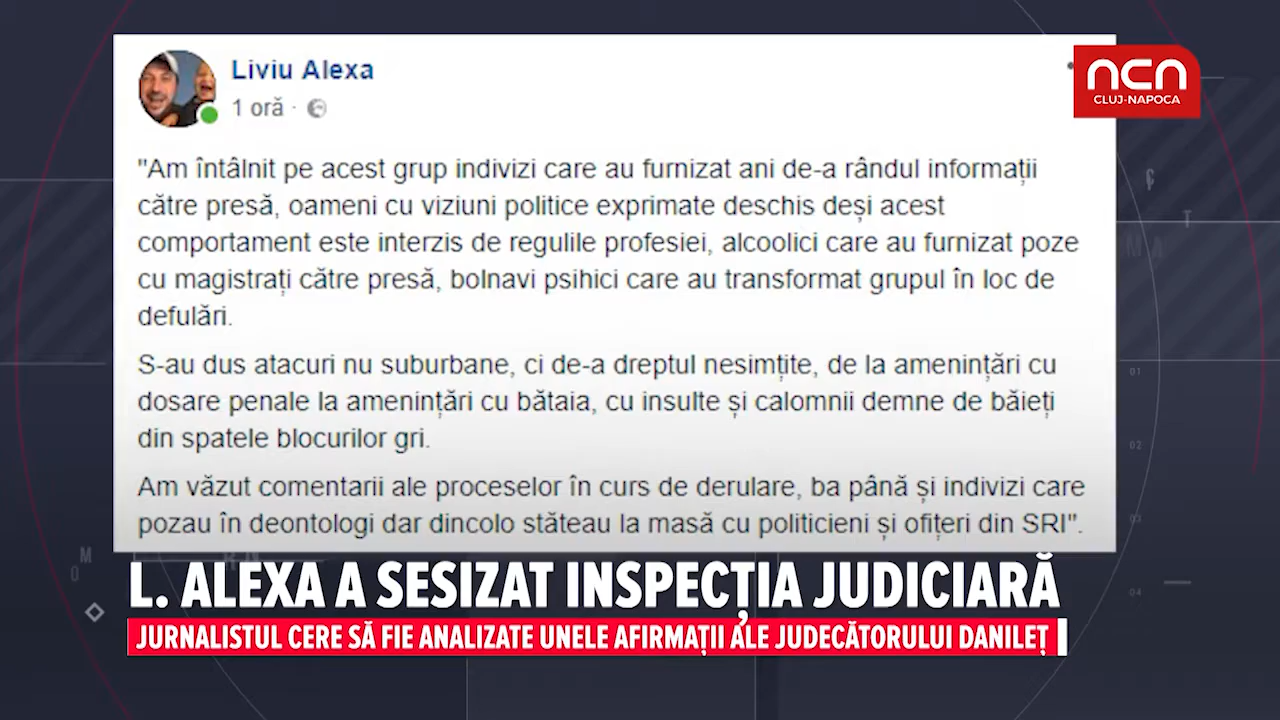 Liviu Alexa
1 oră ·
ncn
CLUJ-NAPOCA
"Am întâlnit pe acest grup indivizi care au furnizat ani de-a rândul informații
către presă, oameni cu viziuni politice exprimate deschis deși acest
comportament este interzis de regulile profesiei, alcoolici care au furnizat poze
cu magistrați către presă, bolnavi psihici care au transformat grupul în loc de
defulări.
S-au dus atacuri nu suburbane, ci de-a dreptul nesimțite, de la amenințări cu
dosare penale la amenințări cu bătaia, cu insulte și calomnii demne de băieți
din spatele blocurilor gri.
Am văzut comentarii ale proceselor în curs de derulare, ba până și indivizi care
pozau în deontologi dar dincolo stăteau la masă cu politicieni și ofițeri din SRI".
01
02
03
04
L. ALEXA A SESIZAT INSPECȚIA JUDICIARĂ
JURNALISTUL CERE SĂ FIE ANALIZATE UNELE AFIRMAȚII ALE JUDECĂTORULUI DANILEȚ